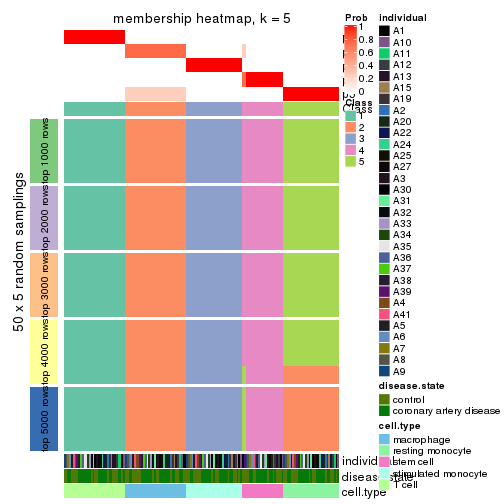 membership heatmap, k = 5
50 x 5 random samplings
top 1000 rows
top 2000 rows
top 3000 rows
top 4000 rows
top 5000 rows
Class
individual
disease.state
cell.type
Prob
1
0.8
0.6
0.4
0.2
0
Class
1
2
3
4
5
individual
A1
A10
A11
A12
A13
A15
A19
A2
A20
A22
A24
A25
A27
A3
A30
A31
A32
A33
A34
A35
A36
A37
A38
A39
A4
A41
A5
A6
A7
A8
A9
disease.state
control
coronary artery disease
cell.type
macrophage
resting monocyte
stem cell
stimulated monocyte
T cell